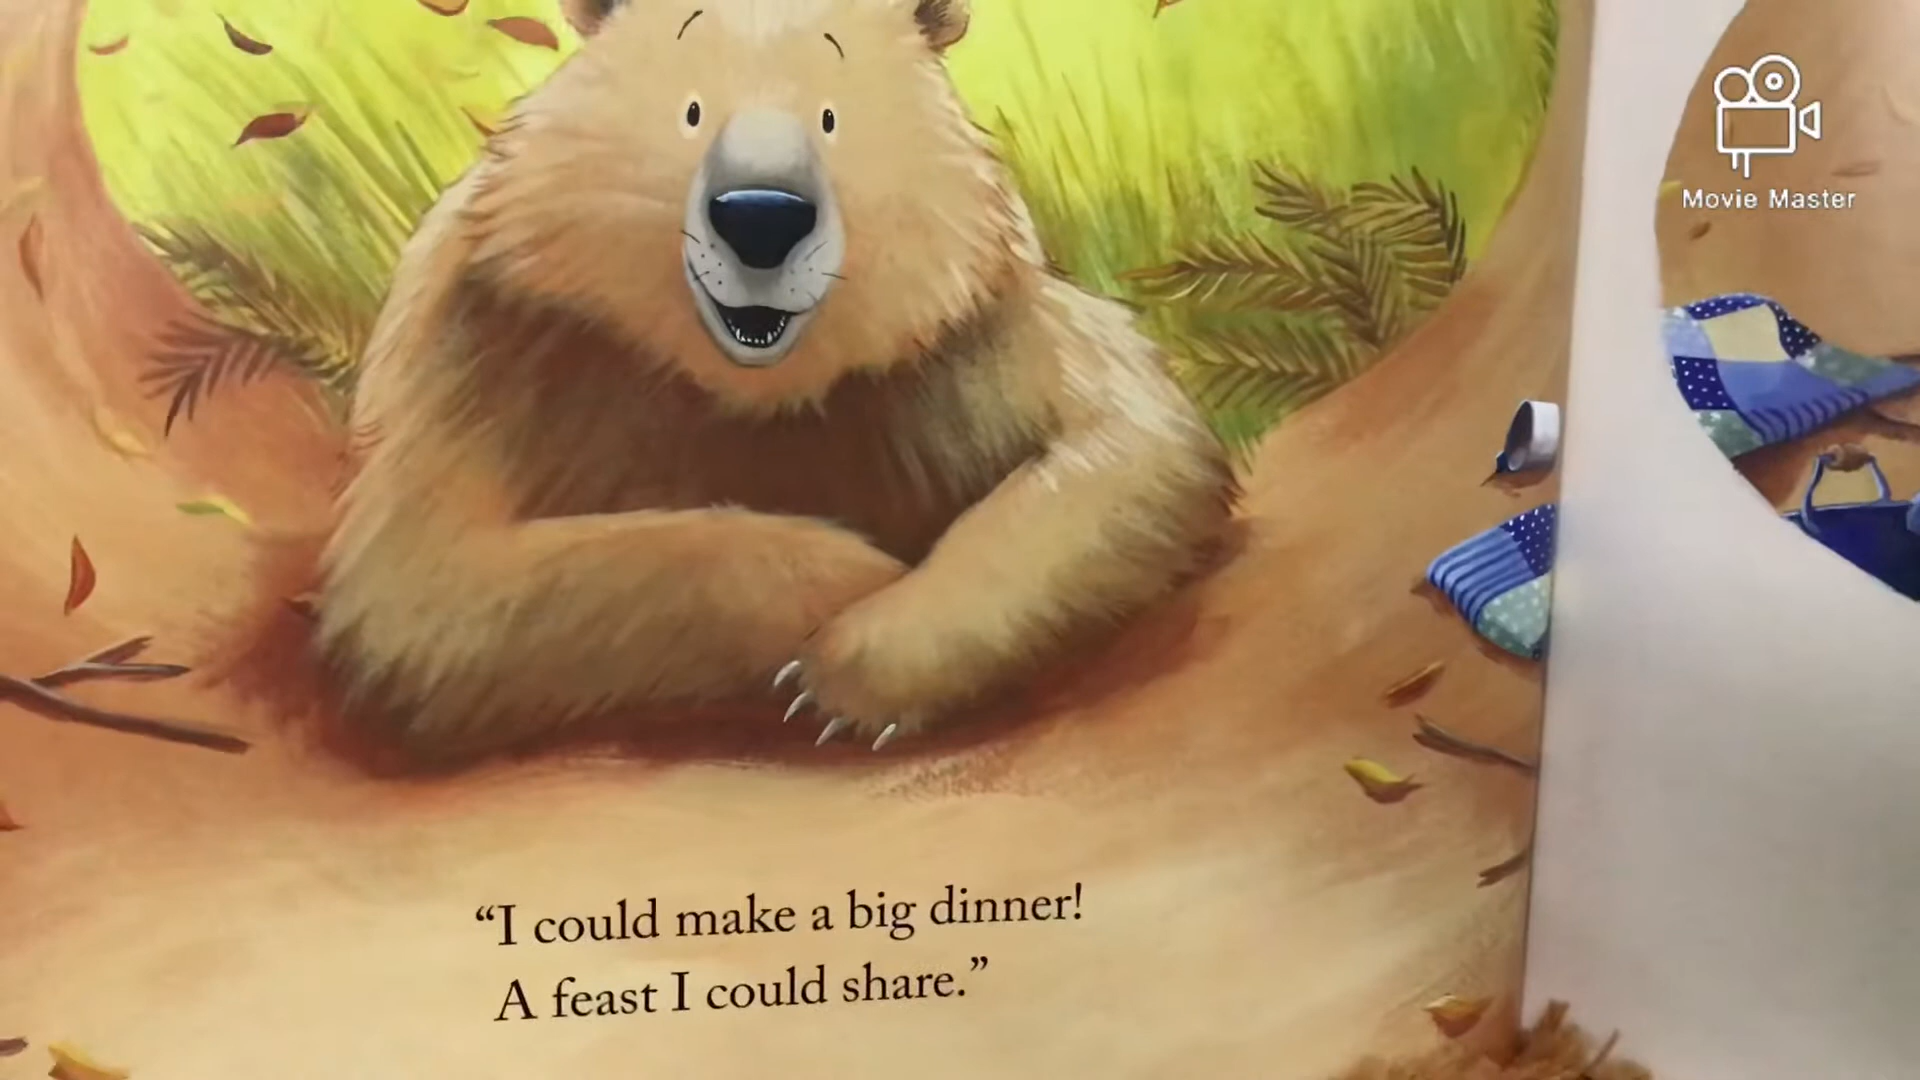 Movie Master
“I could make a big dinner!
A feast I could share.”